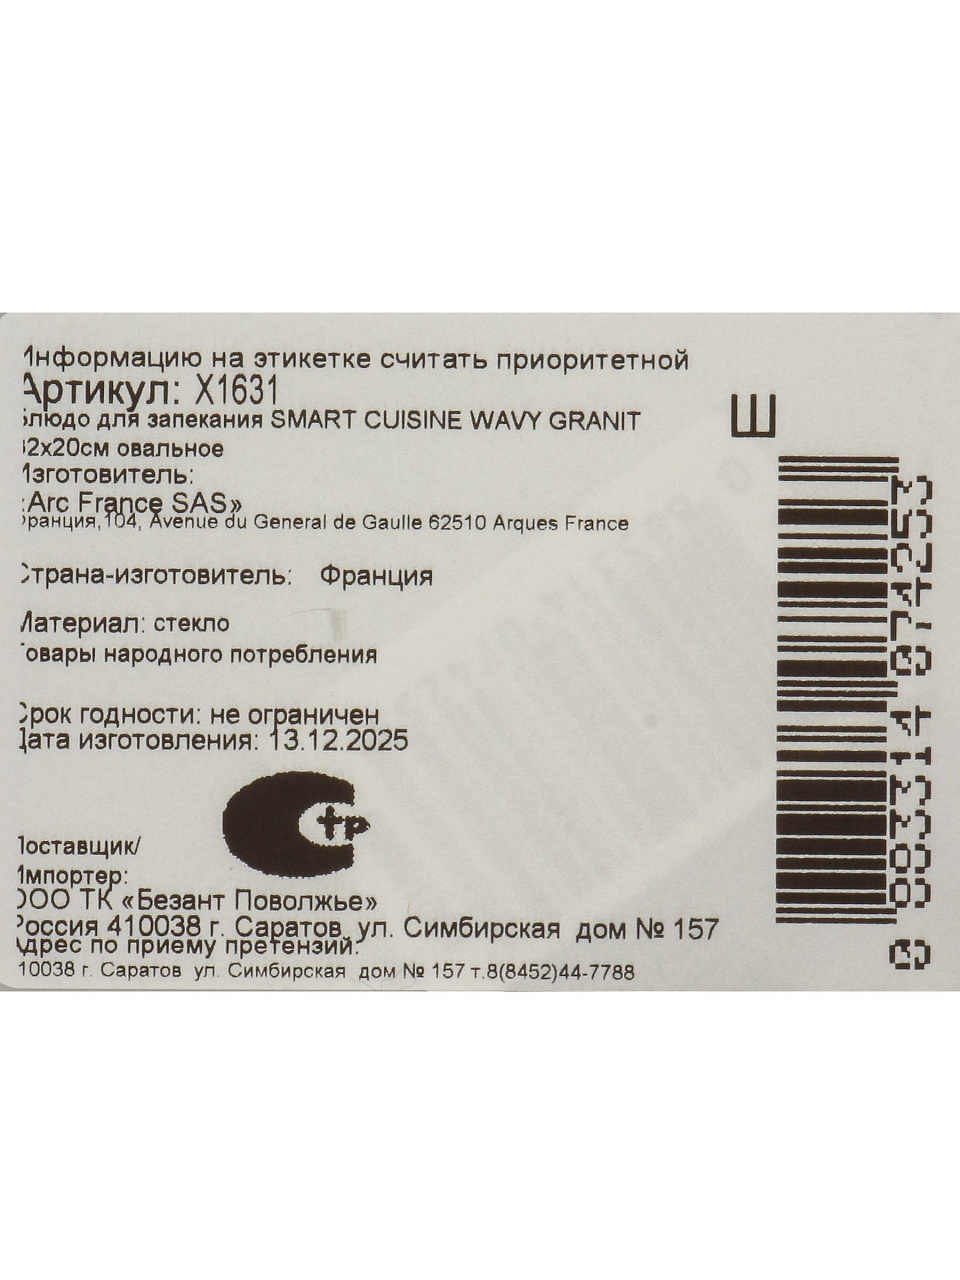 Информацию на этикетке считать приоритетной
Артикул: X1631
Блюдо для запекания SMART CUISINE WAVY GRANIT
32х20см овальное
Изготовитель:
«Arc France SAS»
Франция,104, Avenue du General de Gaulle 62510 Arques France
Страна-изготовитель: Франция
Материал: стекло
Товары народного потребления
Срок годности: не ограничен
Дата изготовления: 13.12.2025
Поставщик/
Импортер:
ООО ТК «Безант Поволжье»
Россия 410038 г. Саратов ул. Симбирская дом № 157
Адрес по приему претензий:
410038 г. Саратов ул. Симбирская дом № 157 т.8(8452)44-7788
Стр
Ш